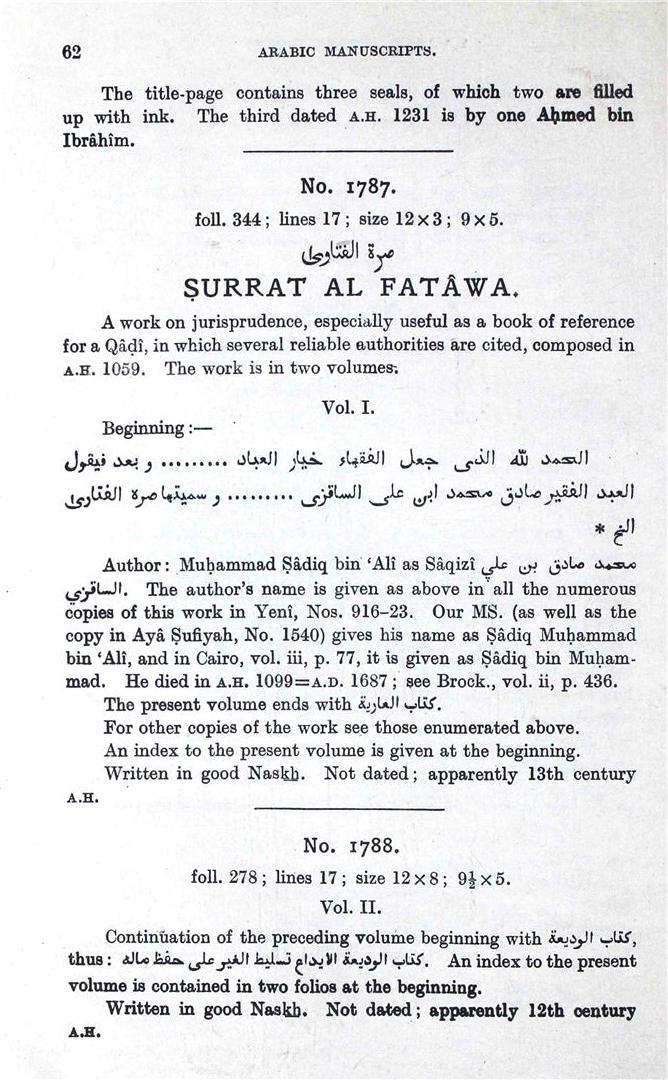 62 ARABIC MANUSCRIPTS.
The title-page contains three seals, of which two are filled
up with ink. The third dated A.H. 1231 is by one Aḥmed bin
Ibrâhîm.
No. 1787.
foll. 344; lines 17; size 12×3; 9×5.
صرة الفتاوى
ṢURRAT AL FATÂWA.
A work on jurisprudence, especially useful as a book of reference
for a Qâḍî, in which several reliable authorities are cited, composed in
A.H. 1059. The work is in two volumes.
Vol. I.
Beginning:—
الحمد لله الذى جعل الفقهاء خيار العباد ......... و بعد فيقول
العبد الفقير صادق محمد ابن على الساقزى ......... و سميتها صرة الفتاوى
الخ *
Author: Muḥammad Ṣâdiq bin ‘Alî as Sâqizî محمد صادق بن علي
الساقزي. The author's name is given as above in all the numerous
copies of this work in Yenî, Nos. 916–23. Our MS. (as well as the
copy in Ayâ Ṣufiyah, No. 1540) gives his name as Ṣâdiq Muḥammad
bin ‘Alî, and in Cairo, vol. iii, p. 77, it is given as Ṣâdiq bin Muḥam-
mad. He died in A.H. 1099=A.D. 1687; see Brock., vol. ii, p. 436.
The present volume ends with كتاب العارية.
For other copies of the work see those enumerated above.
An index to the present volume is given at the beginning.
Written in good Naskh. Not dated; apparently 13th century
A.H.
No. 1788.
foll. 278; lines 17; size 12×8; 9½×5.
Vol. II.
Continuation of the preceding volume beginning with كتاب الوديعة,
thus: كتاب الوديعة الايداع تسليط الغير على حفظ ماله. An index to the present
volume is contained in two folios at the beginning.
Written in good Naskh. Not dated; apparently 12th century
A.H.